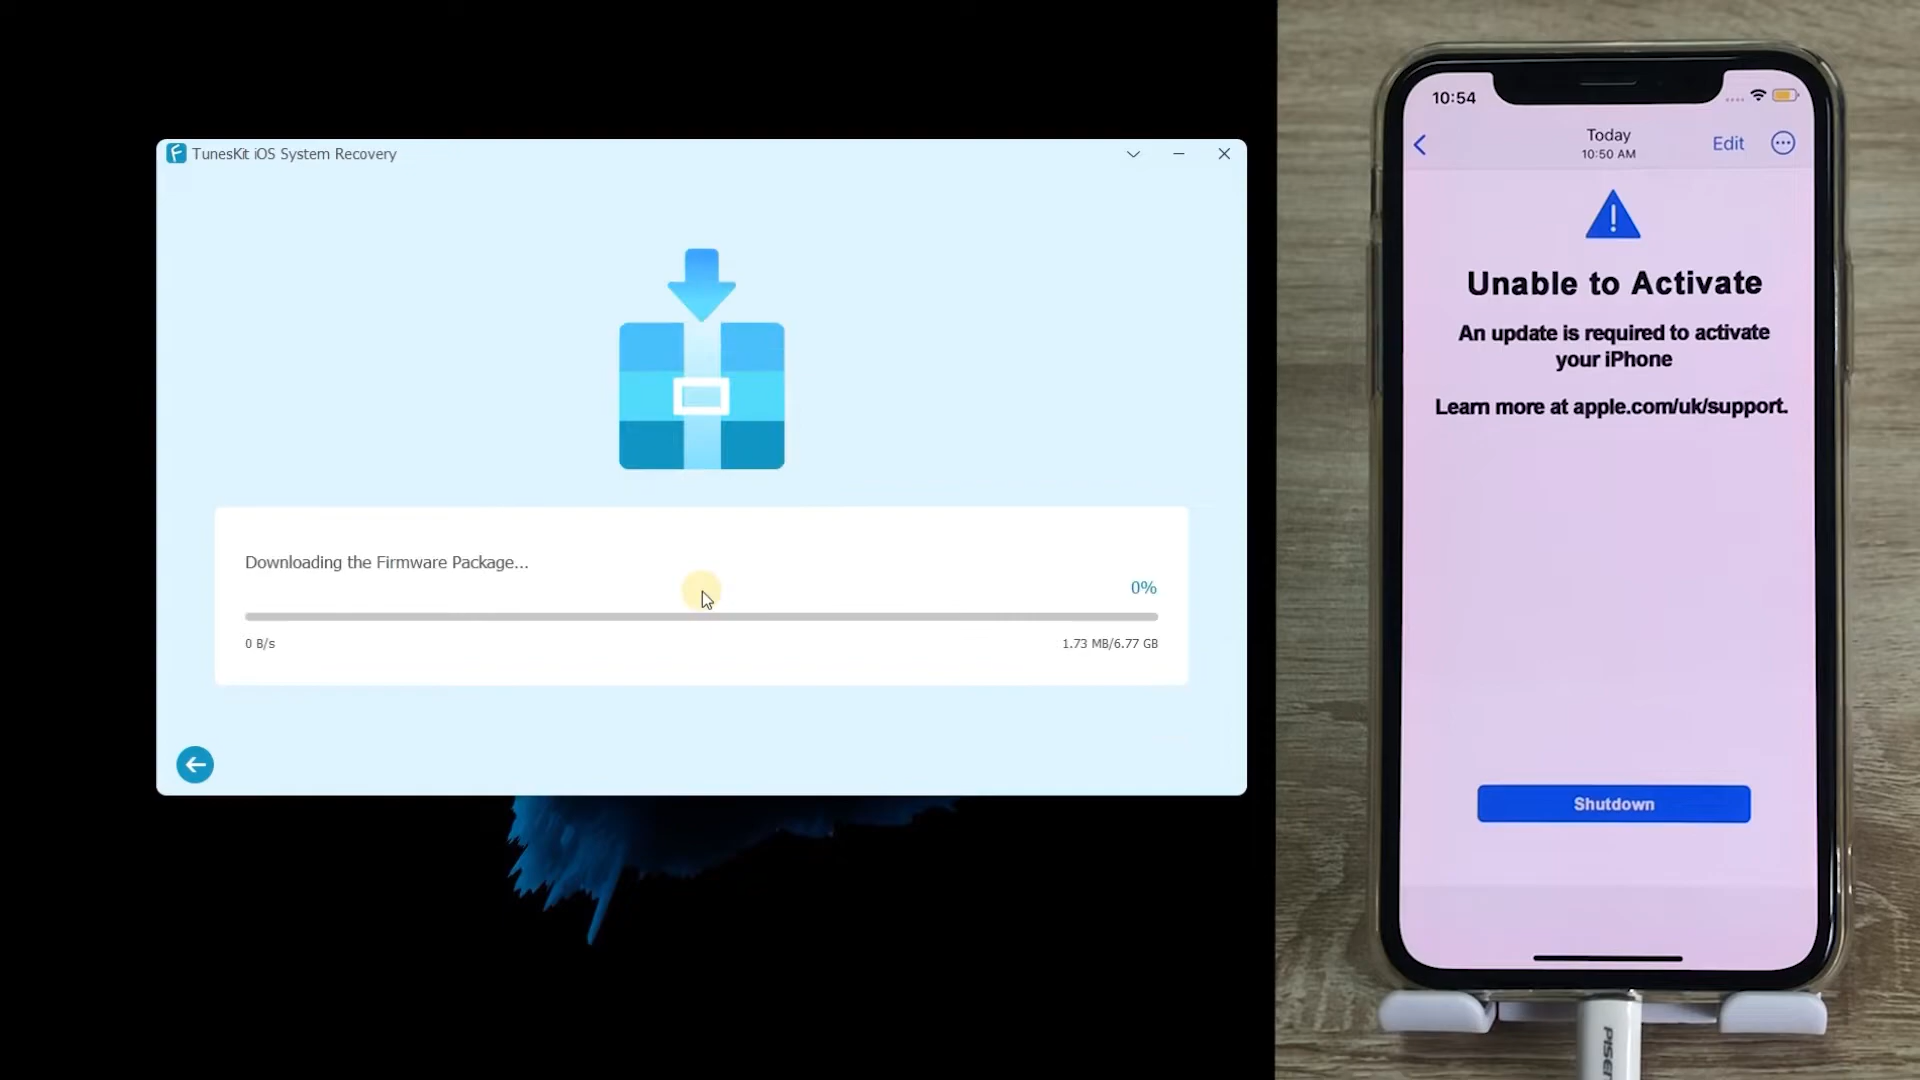 TunesKit iOS System Recovery
Downloading the Firmware Package...
0%
0 B/s
1.73 MB/6.77 GB
10:54
Today
10:50 AM
Edit
Unable to Activate
An update is required to activate
your iPhone
Learn more at apple.com/uk/support.
Shutdown